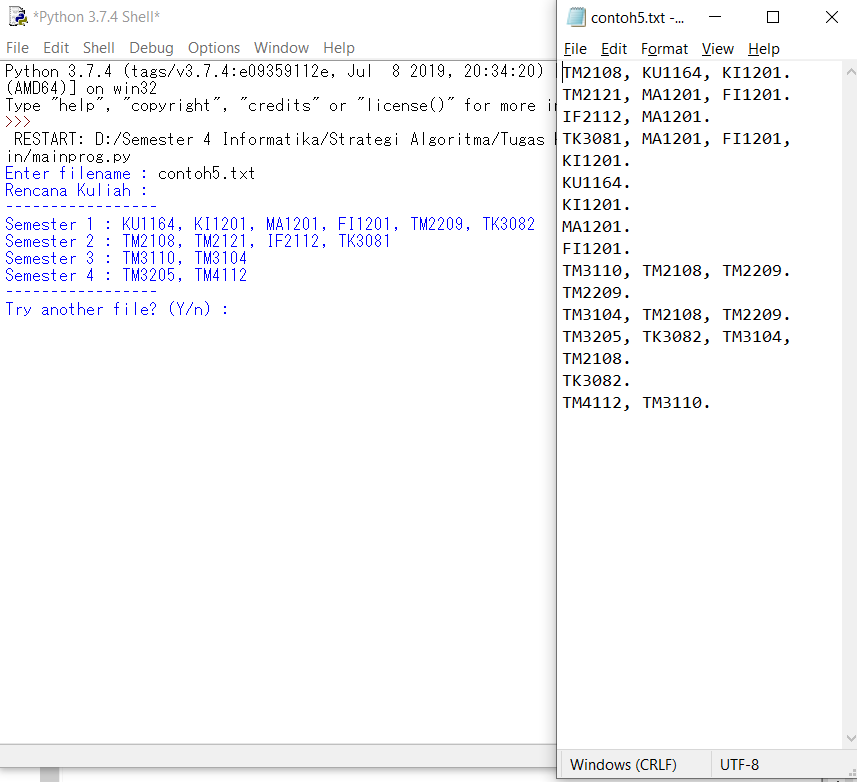 *Python 3.7.4 Shell*
File Edit Shell Debug Options Window Help
Python 3.7.4 (tags/v3.7.4:e09359112e, Jul  8 2019, 20:34:20) [
(AMD64)] on win32
Type "help", "copyright", "credits" or "license()" for more in
>>>
 RESTART: D:/Semester 4 Informatika/Strategi Algoritma/Tugas
in/mainprog.py
Enter filename : contoh5.txt
Rencana Kuliah :
-----------------
Semester 1 : KU1164, KI1201, MA1201, FI1201, TM2209, TK3082
Semester 2 : TM2108, TM2121, IF2112, TK3081
Semester 3 : TM3110, TM3104
Semester 4 : TM3205, TM4112
-----------------
Try another file? (Y/n) :
contoh5.txt -...
File Edit Format View Help
TM2108, KU1164, KI1201.
TM2121, MA1201, FI1201.
IF2112, MA1201.
TK3081, MA1201, FI1201,
KI1201.
KU1164.
KI1201.
MA1201.
FI1201.
TM3110, TM2108, TM2209.
TM2209.
TM3104, TM2108, TM2209.
TM3205, TK3082, TM3104,
TM2108.
TK3082.
TM4112, TM3110.
Windows (CRLF) UTF-8